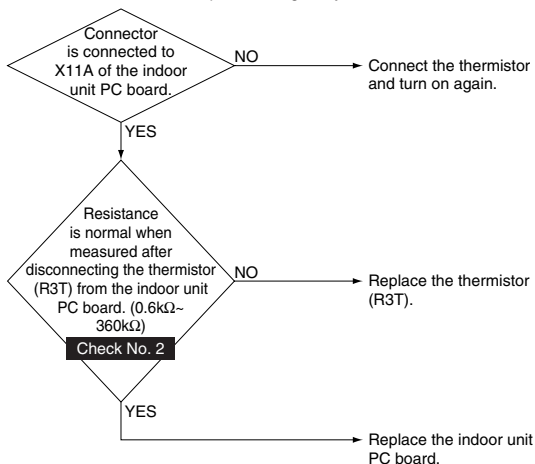 Connector
is connected to
X11A of the indoor
unit PC board.
NO
Connect the thermistor
and turn on again.
YES
Resistance
is normal when
measured after
disconnecting the thermistor
(R3T) from the indoor unit
PC board. (0.6kΩ~
360kΩ)
Check No. 2
NO
Replace the thermistor
(R3T).
YES
Replace the indoor unit
PC board.